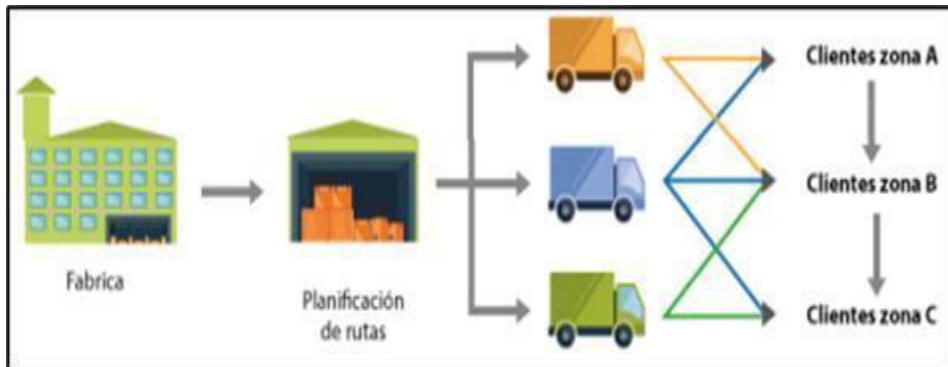 Fabrica
Planificación
de rutas
Clientes zona A
Clientes zona B
Clientes zona C